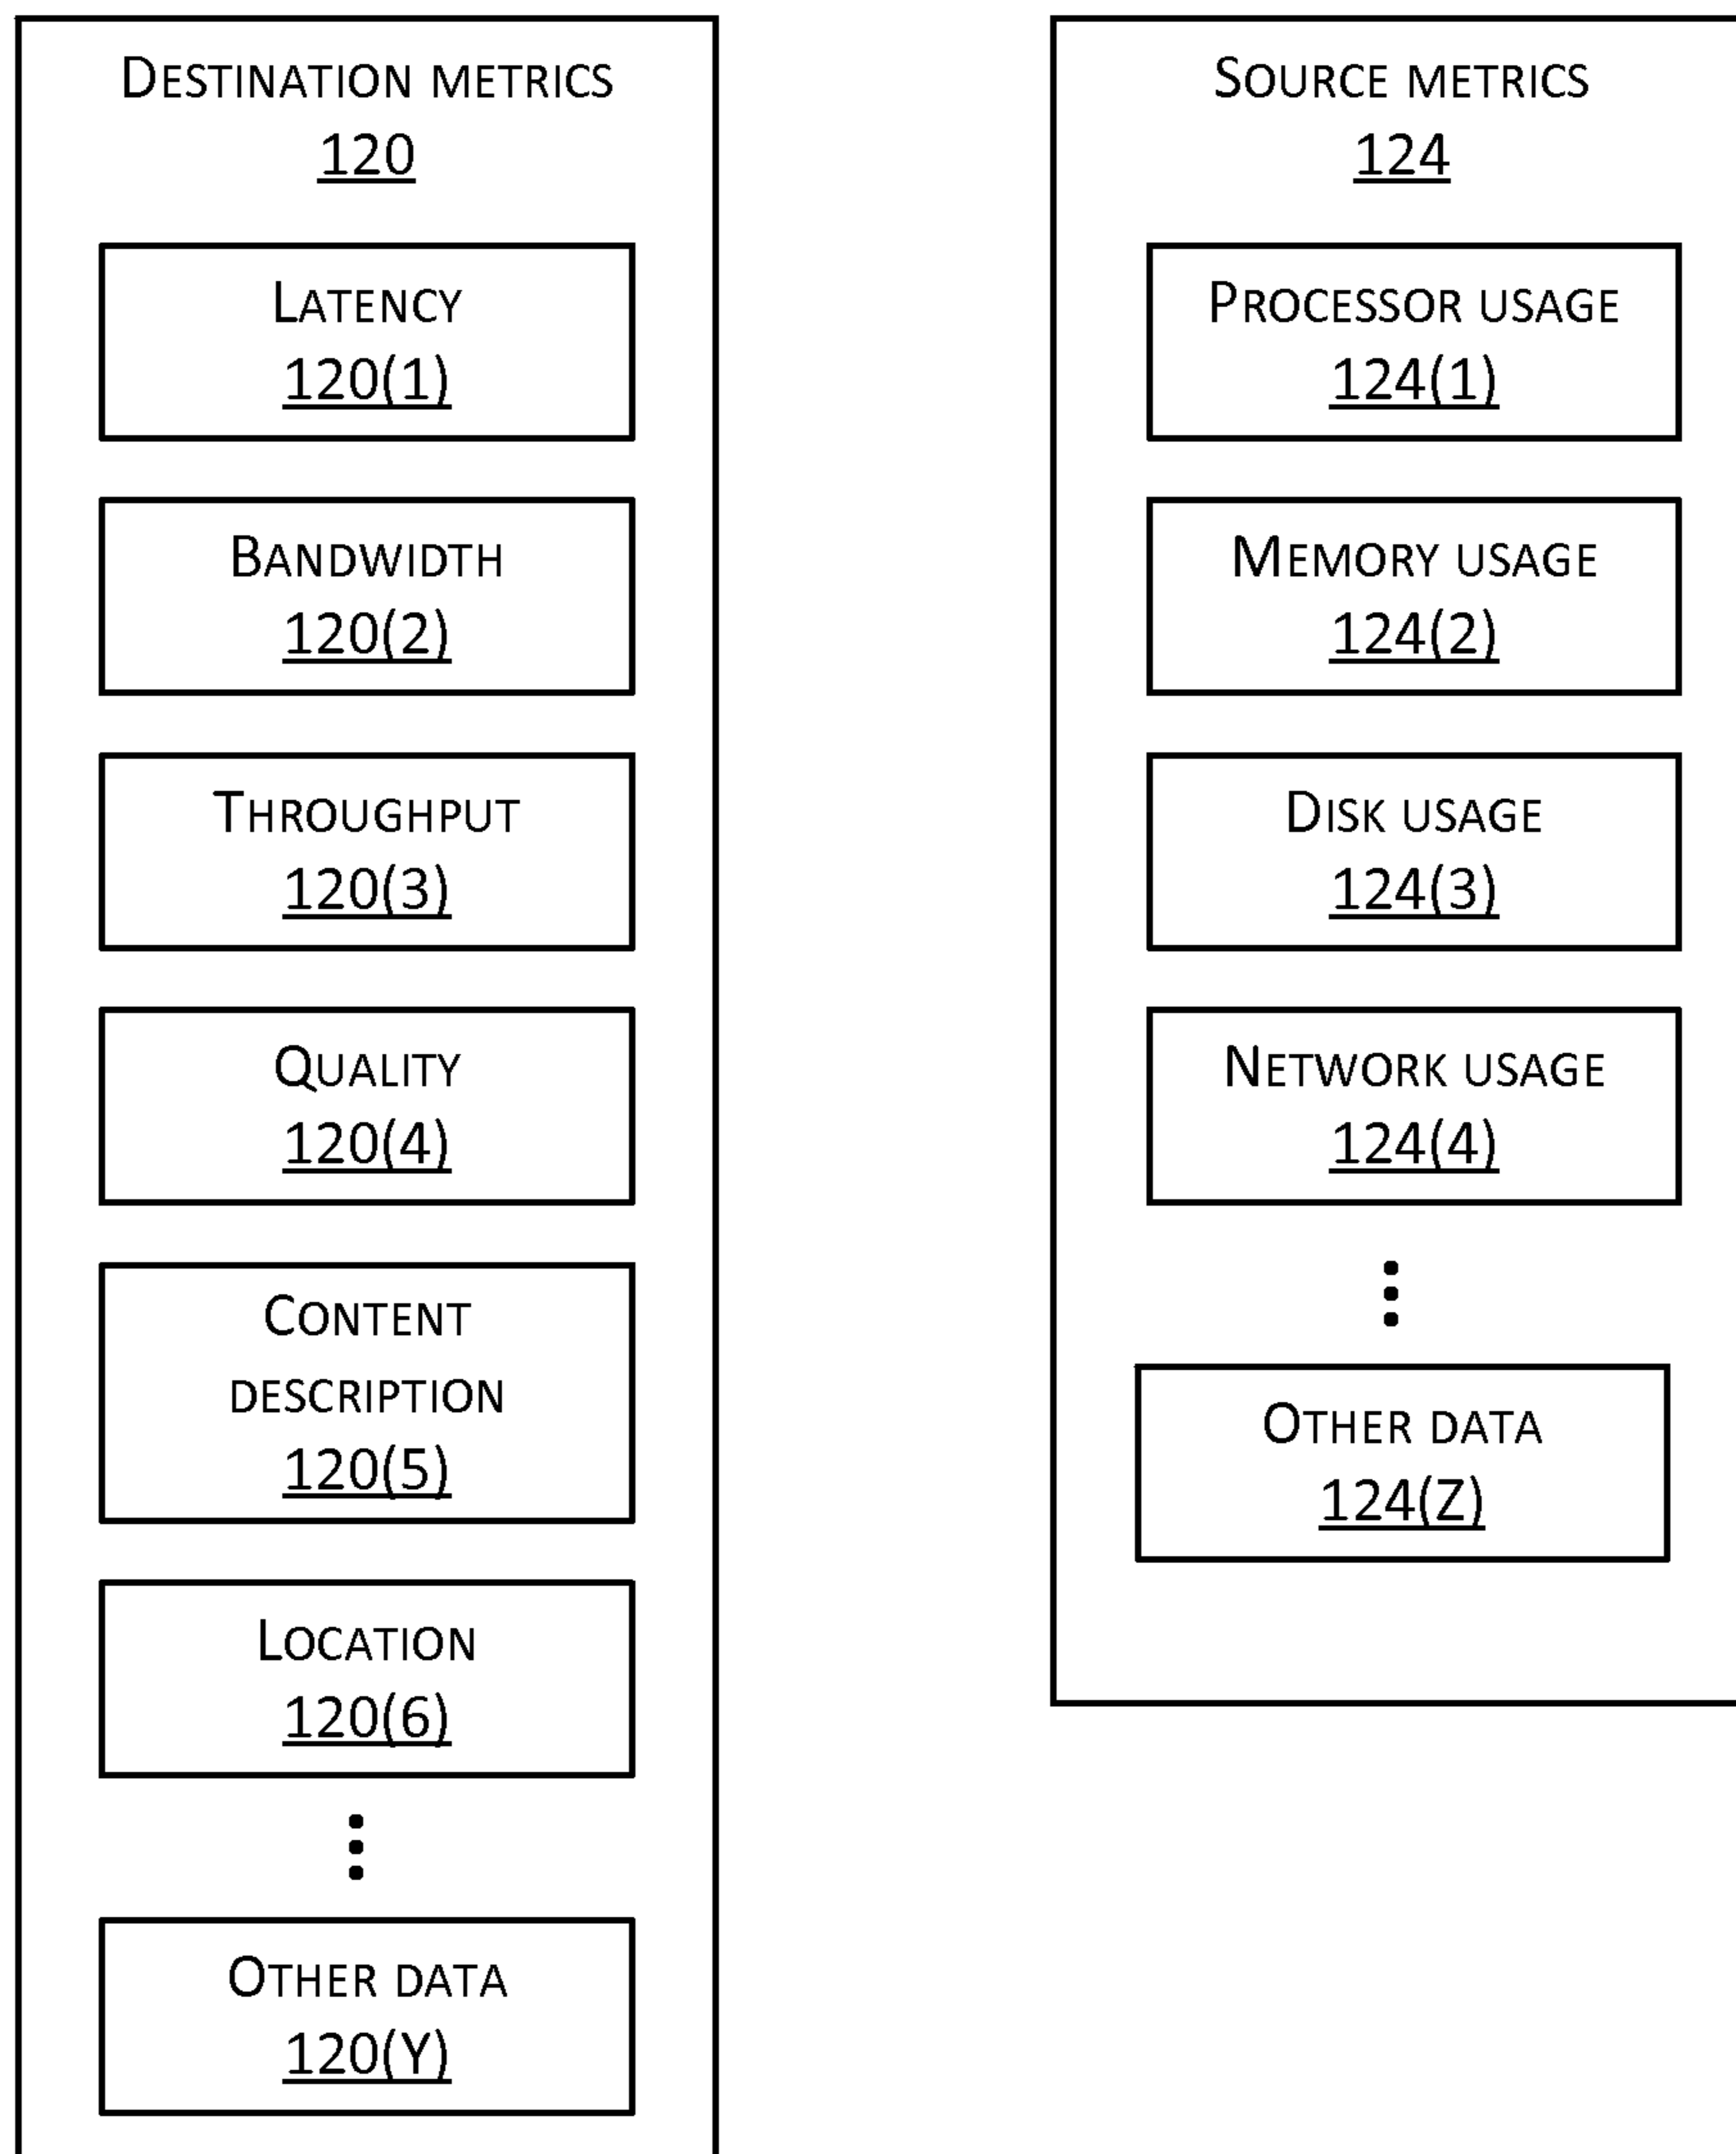 DESTINATION METRICS
120
LATENCY
120(1)
BANDWIDTH
120(2)
THROUGHPUT
120(3)
QUALITY
120(4)
CONTENT
DESCRIPTION
120(5)
LOCATION
120(6)
OTHER DATA
120(Y)
SOURCE METRICS
124
PROCESSOR USAGE
124(1)
MEMORY USAGE
124(2)
DISK USAGE
124(3)
NETWORK USAGE
124(4)
OTHER DATA
124(Z)